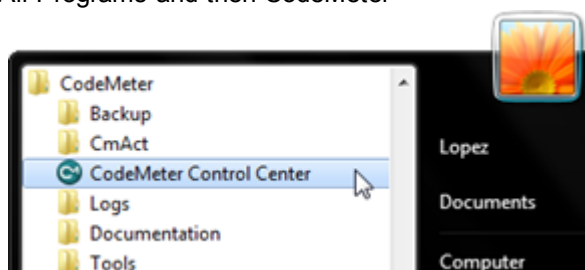 All Programs and then CodeMeter
CodeMeter
Backup
CmAct
CodeMeter Control Center
Logs
Documentation
Tools
Lopez
Documents
Computer